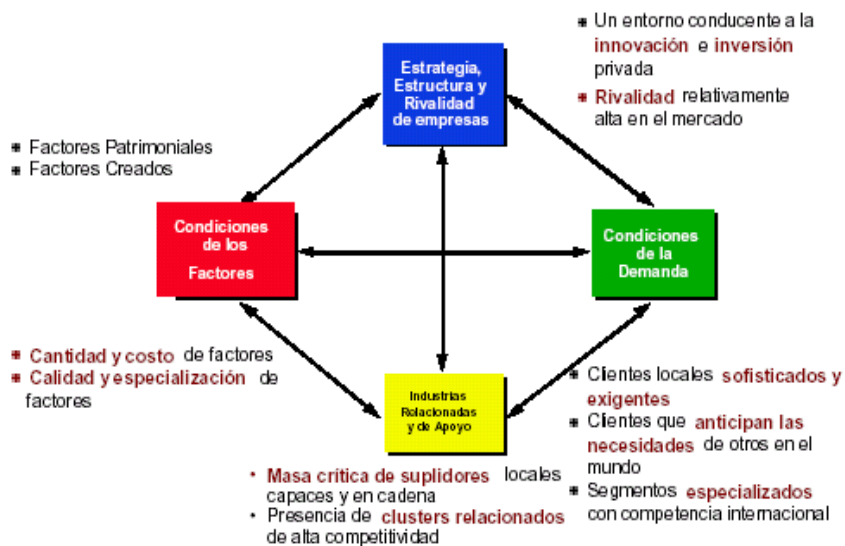 Estrategia,
Estructura y
Rivalidad
de empresas
Un entorno conducente a la
innovación e inversión
privada
Rivalidad relativamente
alta en el mercado
Factores Patrimoniales
Factores Creados
Condiciones
de los
Factores
Condiciones
de la
Demanda
Cantidad y costo de factores
Calidad y especialización de
factores
Industrias
Relacionadas
y de Apoyo
Clientes locales sofisticados y
exigentes
Clientes que anticipan las
necesidades de otros en el
mundo
Segmentos especializados
con competencia internacional
Masa crítica de suplidores locales
capaces y en cadena
Presencia de clusters relacionados
de alta competitividad